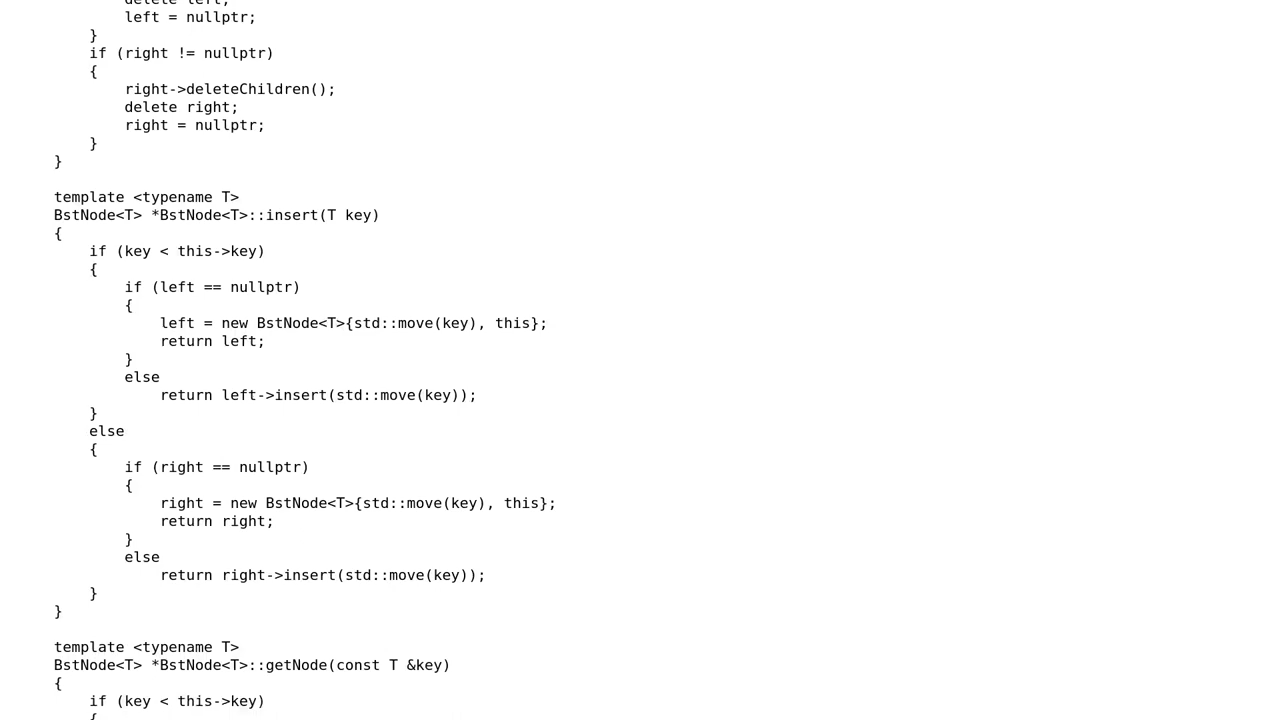 delete left;
            left = nullptr;
        }
        if (right != nullptr)
        {
            right->deleteChildren();
            delete right;
            right = nullptr;
        }
    }

    template <typename T>
    BstNode<T> *BstNode<T>::insert(T key)
    {
        if (key < this->key)
        {
            if (left == nullptr)
            {
                left = new BstNode<T>{std::move(key), this};
                return left;
            }
            else
                return left->insert(std::move(key));
        }
        else
        {
            if (right == nullptr)
            {
                right = new BstNode<T>{std::move(key), this};
                return right;
            }
            else
                return right->insert(std::move(key));
        }
    }

    template <typename T>
    BstNode<T> *BstNode<T>::getNode(const T &key)
    {
        if (key < this->key)
        {